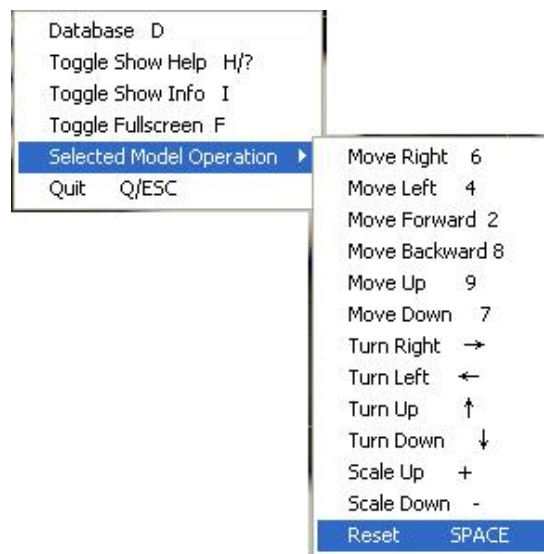 Database D
Toggle Show Help H/?
Toggle Show Info I
Toggle Fullscreen F
Selected Model Operation
Quit Q/ESC
Move Right 6
Move Left 4
Move Forward 2
Move Backward 8
Move Up 9
Move Down 7
Turn Right →
Turn Left ←
Turn Up ↑
Turn Down ↓
Scale Up +
Scale Down -
Reset SPACE